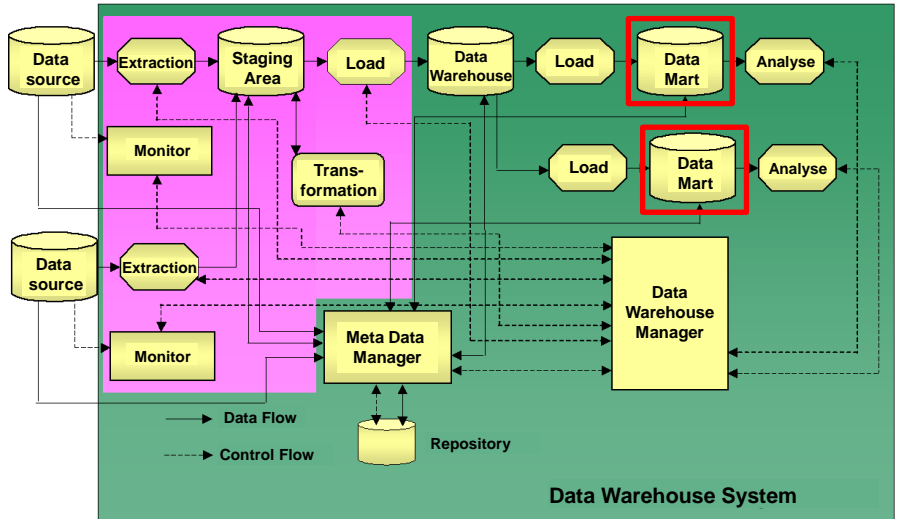 Data
source
Extraction
Staging
Area
Load
Data
Warehouse
Load
Data
Mart
Analyse
Monitor
Trans-
formation
Load
Data
Mart
Analyse
Data
source
Extraction
Data
Warehouse
Manager
Meta Data
Manager
Monitor
Data Flow
Control Flow
Repository
Data Warehouse System